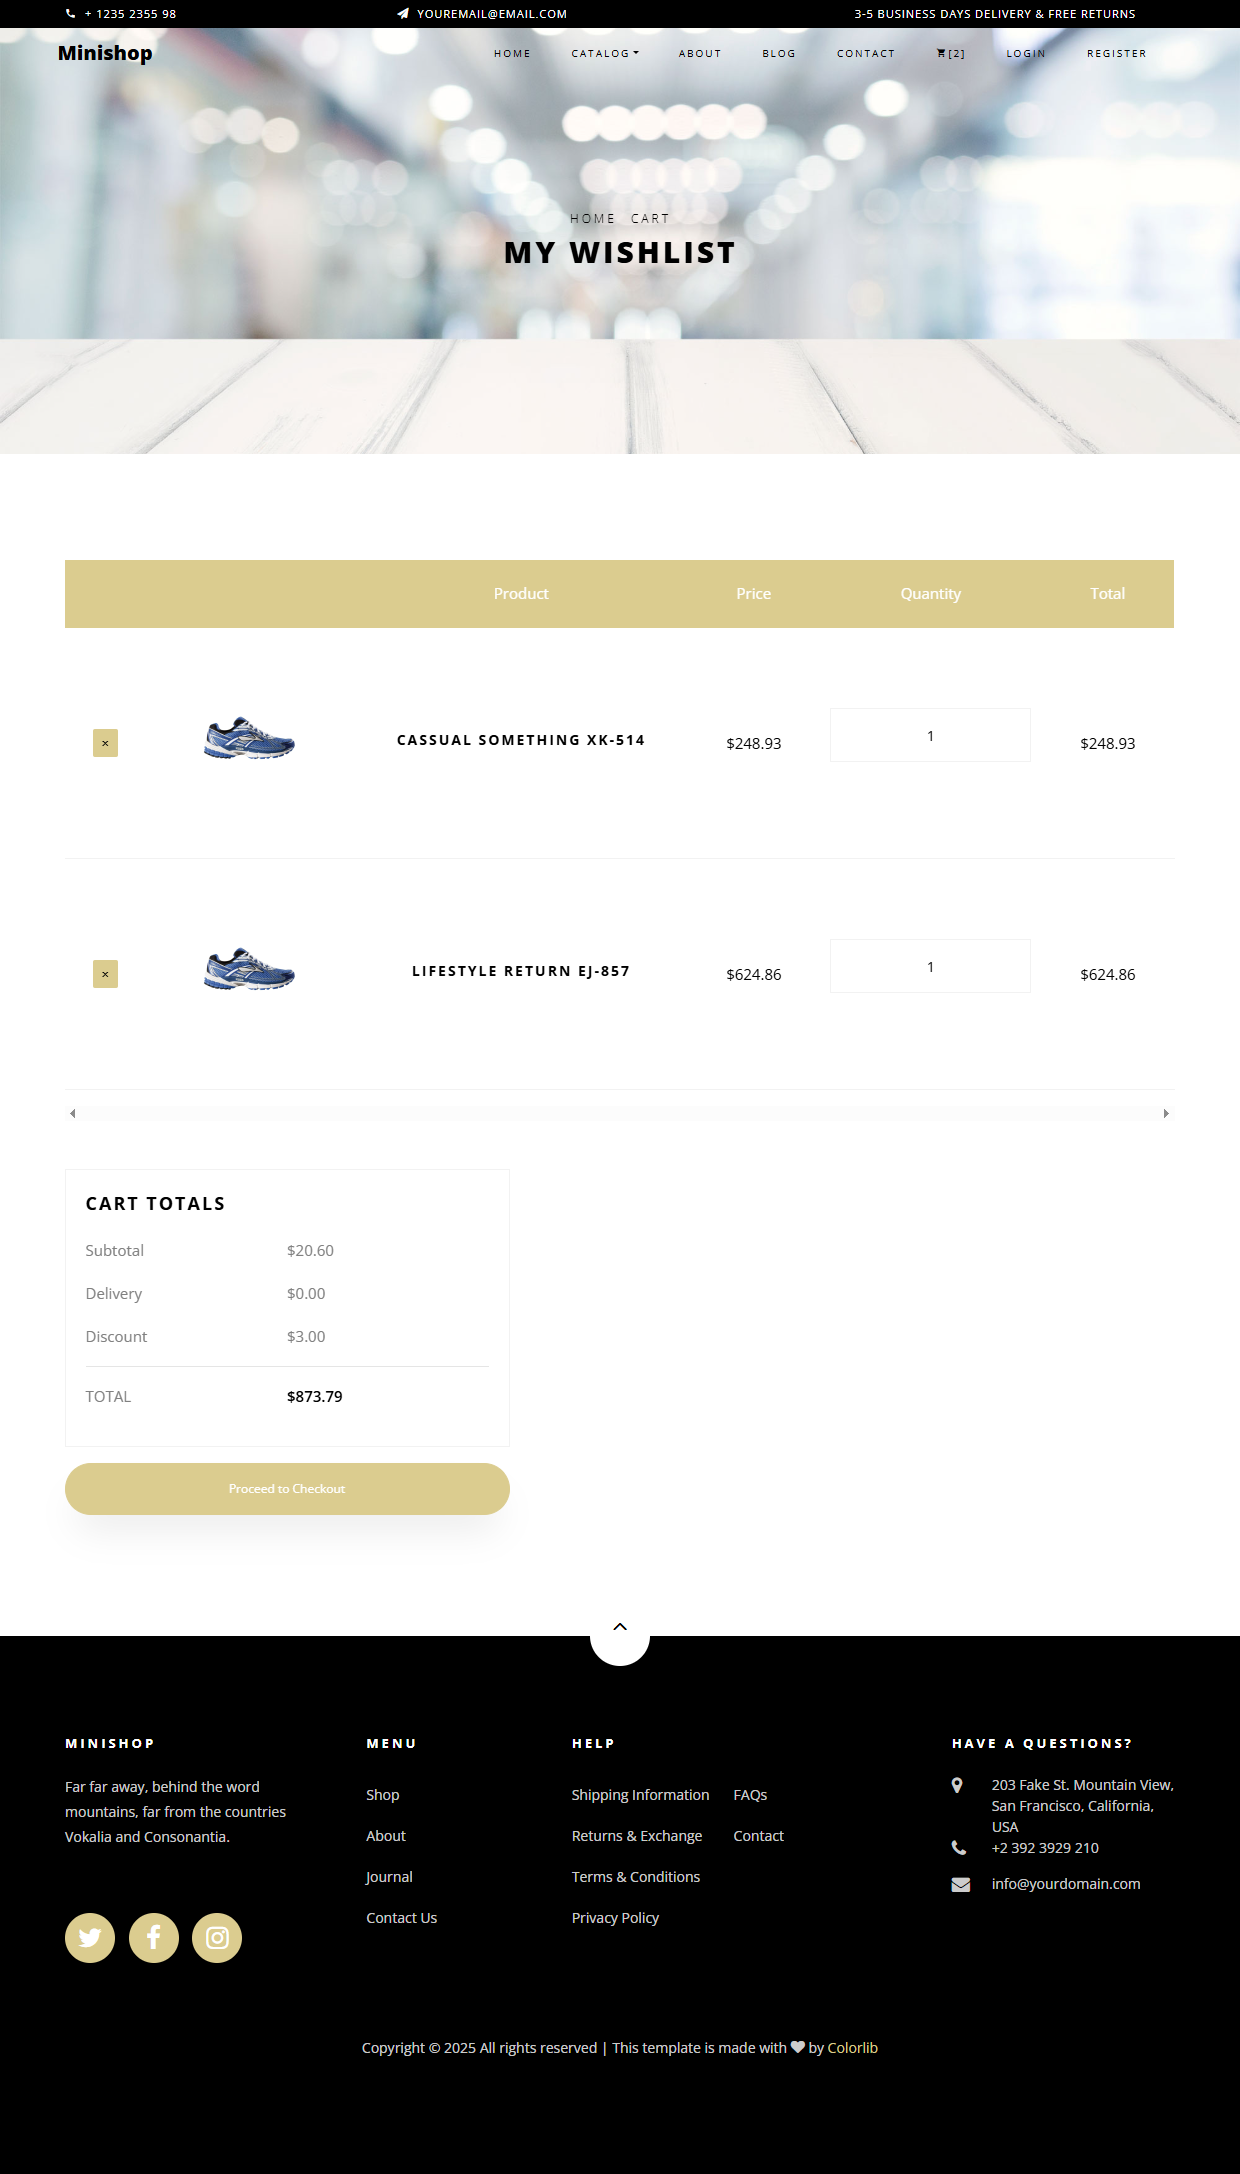 + 1235 2355 98
YOUREMAIL@EMAIL.COM
3-5 BUSINESS DAYS DELIVERY & FREE RETURNS
Minishop
HOME
CATALOG
ABOUT
BLOG
CONTACT
[2]
LOGIN
REGISTER
HOME CART
MY WISHLIST
Product Price Quantity Total
×
CASSUAL SOMETHING XK-514
$248.93
1
$248.93
×
LIFESTYLE RETURN EJ-857
$624.86
1
$624.86
CART TOTALS
Subtotal $20.60
Delivery $0.00
Discount $3.00
TOTAL $873.79
Proceed to Checkout
MINISHOP
Far far away, behind the word
mountains, far from the countries
Vokalia and Consonantia.
MENU
Shop
About
Journal
Contact Us
HELP
Shipping Information
Returns & Exchange
Terms & Conditions
Privacy Policy
FAQs
Contact
HAVE A QUESTIONS?
203 Fake St. Mountain View,
San Francisco, California,
USA
+2 392 3929 210
info@yourdomain.com
Copyright © 2025 All rights reserved | This template is made with ♥ by Colorlib